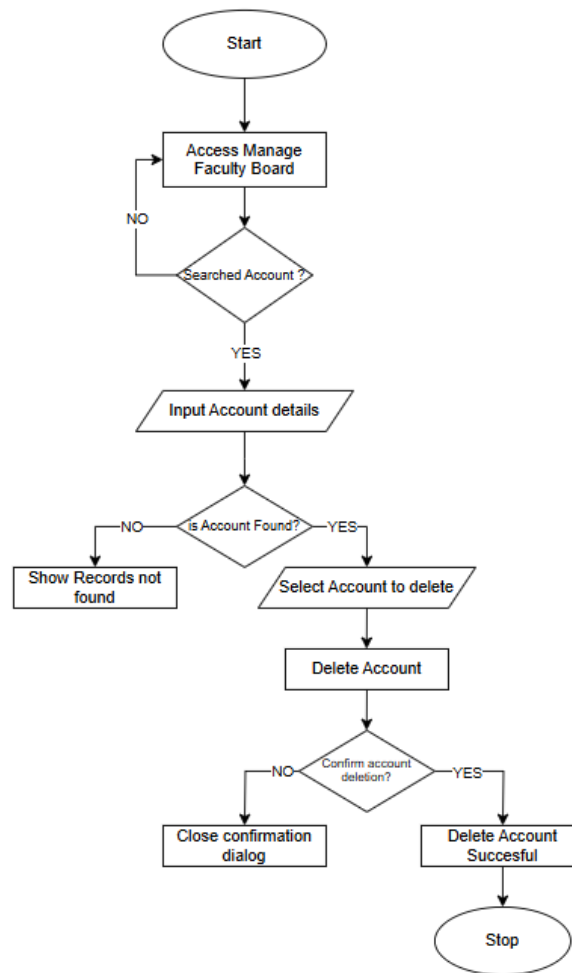 Start
Access Manage
Faculty Board
NO
Searched Account ?
YES
Input Account details
NO
is Account Found?
YES
Show Records not
found
Select Account to delete
Delete Account
NO
Confirm account
deletion?
YES
Close confirmation
dialog
Delete Account
Succesful
Stop